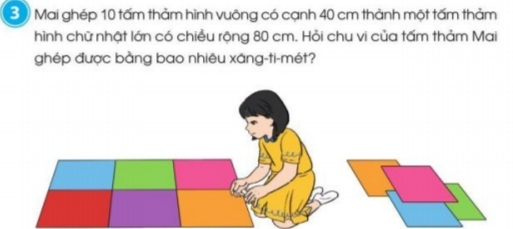 3 Mai ghép 10 tấm thảm hình vuông có cạnh 40 cm thành một tấm thảm
hình chữ nhật lớn có chiều rộng 80 cm. Hỏi chu vi của tấm thảm Mai
ghép được bằng bao nhiêu xăng-ti-mét?